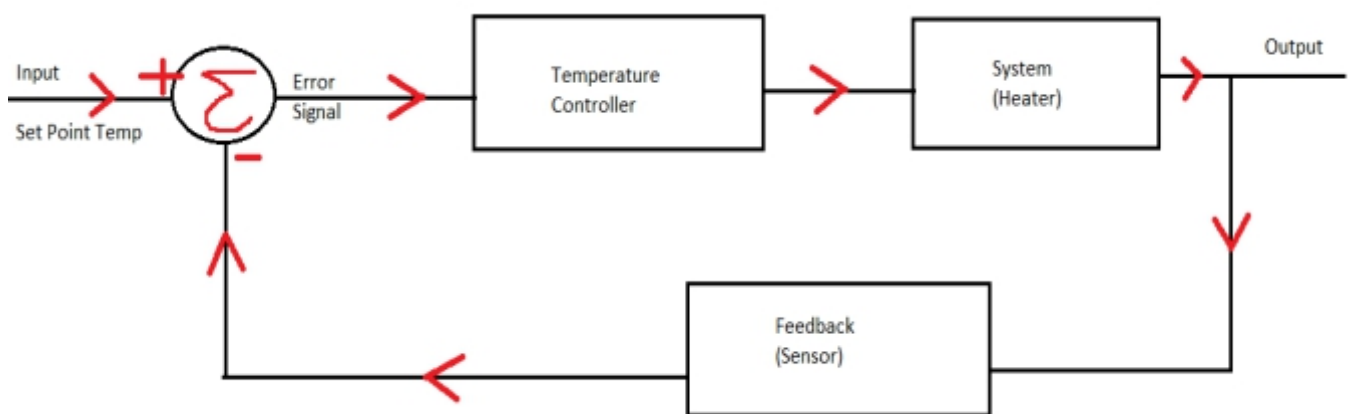 Input
Set Point Temp
+
Σ
-
Error
Signal
Temperature
Controller
System
(Heater)
Output
Feedback
(Sensor)